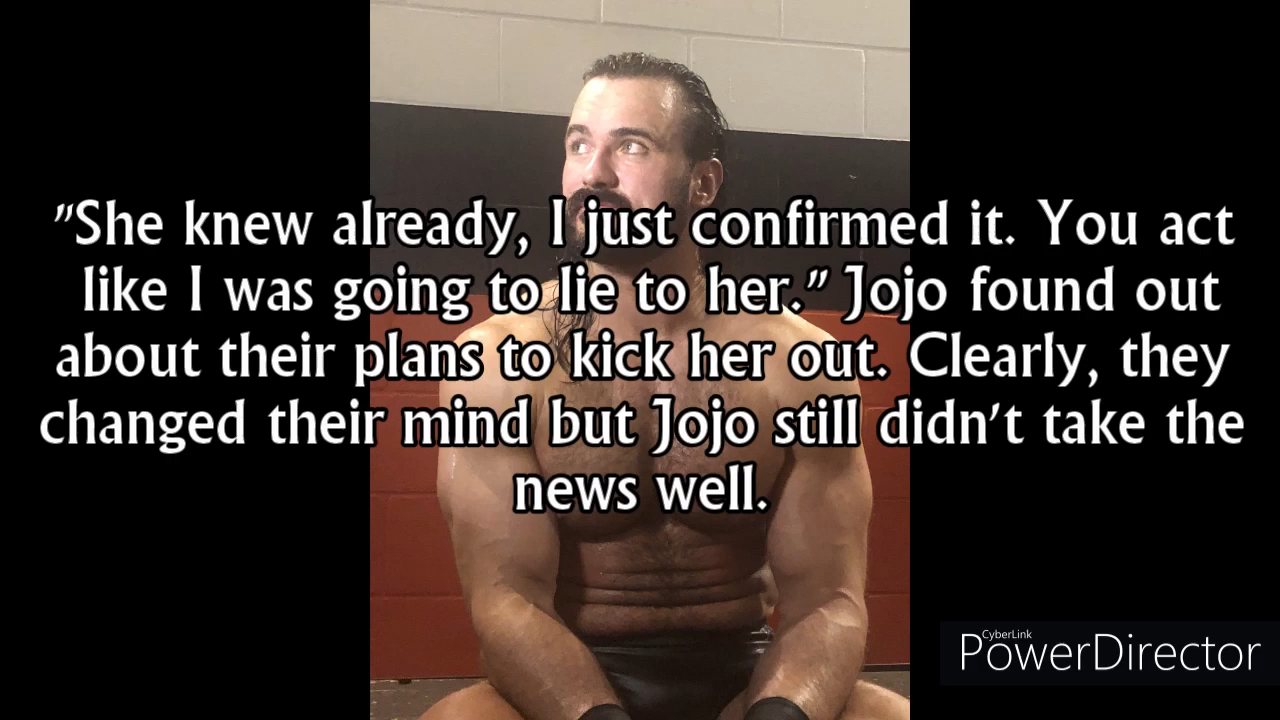 "She knew already, I just confirmed it. You act
like I was going to lie to her." Jojo found out
about their plans to kick her out. Clearly, they
changed their mind but Jojo still didn't take the
news well.
CyberLink
PowerDirector